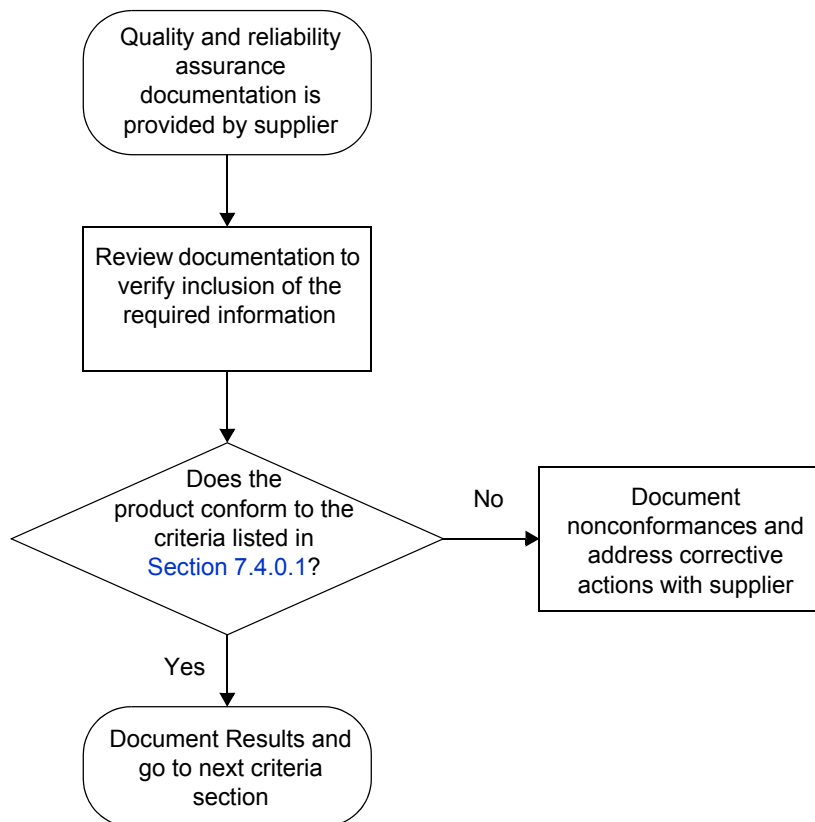 Quality and reliability
assurance
documentation is
provided by supplier
Review documentation to
verify inclusion of the
required information
Does the
product conform to the
criteria listed in
Section 7.4.0.1?
No
Document
nonconformances and
address corrective
actions with supplier
Yes
Document Results and
go to next criteria
section